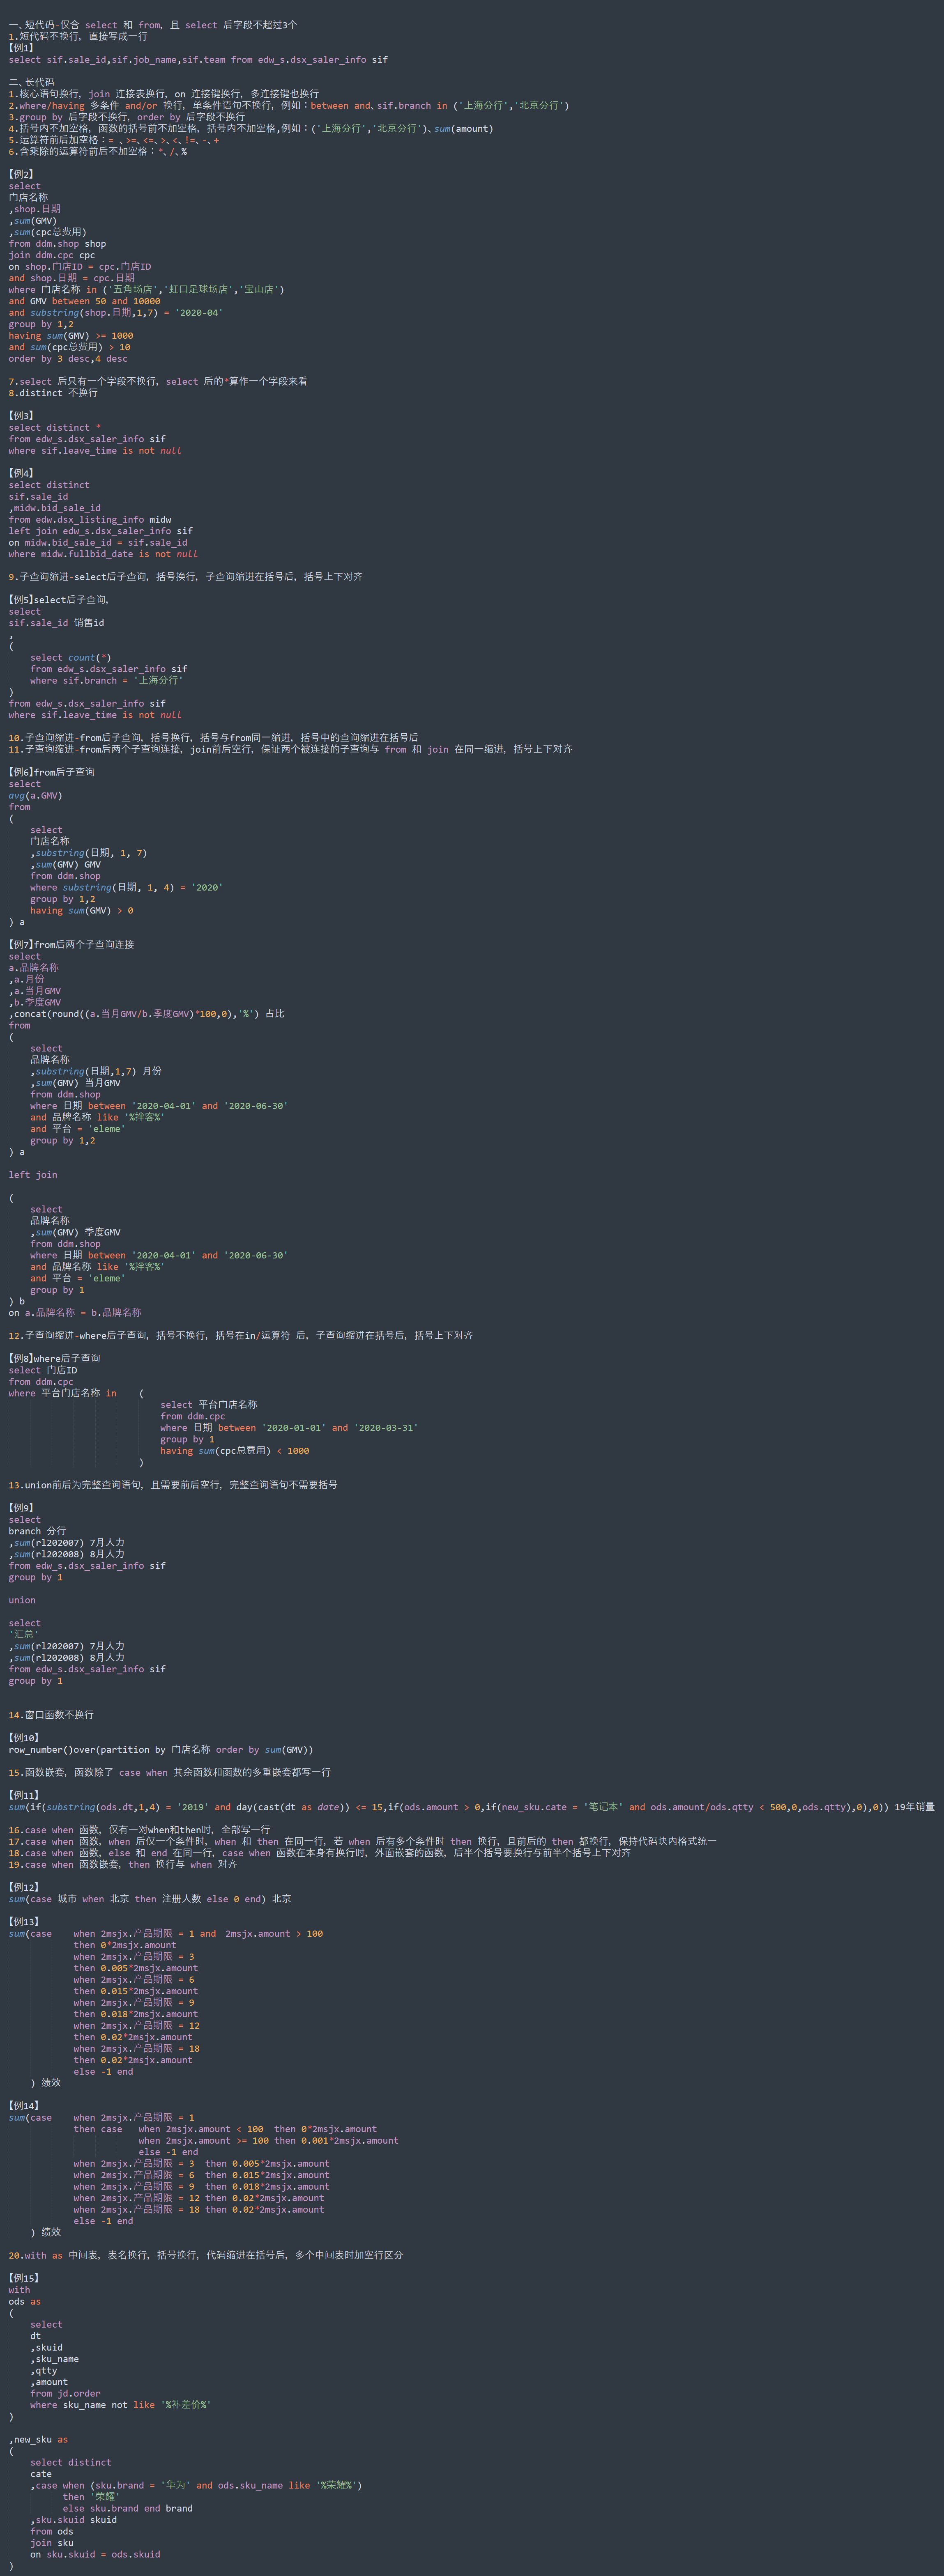 一、短代码-仅含 select 和 from，且 select 后字段不超过3个
1.短代码不换行，直接写成一行
【例1】
select sif.sale_id,sif.job_name,sif.team from edw_s.dsx_saler_info sif
二、长代码
1.核心语句换行，join 连接表换行，on 连接键换行，多连接键也换行
2.where/having 多条件 and/or 换行，单条件语句不换行，例如：between and、sif.branch in ('上海分行','北京分行')
3.group by 后字段不换行，order by 后字段不换行
4.括号内不加空格，函数的括号前不加空格，括号内不加空格,例如：('上海分行','北京分行')、sum(amount)
5.运算符前后加空格：= 、>=、<=、>、<、!=、-、+
6.含乘除的运算符前后不加空格：*、/、%
【例2】
select
门店名称
,shop.日期
,sum(GMV)
,sum(cpc总费用)
from ddm.shop shop
join ddm.cpc cpc
on shop.门店ID = cpc.门店ID
and shop.日期 = cpc.日期
where 门店名称 in ('五角场店','虹口足球场店','宝山店')
and GMV between 50 and 10000
and substring(shop.日期,1,7) = '2020-04'
group by 1,2
having sum(GMV) >= 1000
and sum(cpc总费用) > 10
order by 3 desc,4 desc
7.select 后只有一个字段不换行，select 后的*算作一个字段来看
8.distinct 不换行
【例3】
select distinct *
from edw_s.dsx_saler_info sif
where sif.leave_time is not null
【例4】
select distinct
sif.sale_id
,midw.bid_sale_id
from edw.dsx_listing_info midw
left join edw_s.dsx_saler_info sif
on midw.bid_sale_id = sif.sale_id
where midw.fullbid_date is not null
9.子查询缩进-select后子查询，括号换行，子查询缩进在括号后，括号上下对齐
【例5】select后子查询，
select
sif.sale_id 销售id
,
(
select count(*)
from edw_s.dsx_saler_info sif
where sif.branch = '上海分行'
)
from edw_s.dsx_saler_info sif
where sif.leave_time is not null
10.子查询缩进-from后子查询，括号换行，括号与from同一缩进，括号中的查询缩进在括号后
11.子查询缩进-from后两个子查询连接，join前后空行，保证两个被连接的子查询与 from 和 join 在同一缩进，括号上下对齐
【例6】from后子查询
select
avg(a.GMV)
from
(
select
门店名称
,substring(日期, 1, 7)
,sum(GMV) GMV
from ddm.shop
where substring(日期, 1, 4) = '2020'
group by 1,2
having sum(GMV) > 0
) a
【例7】from后两个子查询连接
select
a.品牌名称
,a.月份
,a.当月GMV
,b.季度GMV
,concat(round((a.当月GMV/b.季度GMV)*100,0),'%') 占比
from
(
select
品牌名称
,substring(日期,1,7) 月份
,sum(GMV) 当月GMV
from ddm.shop
where 日期 between '2020-04-01' and '2020-06-30'
and 品牌名称 like '%拌客%'
and 平台 = 'eleme'
group by 1,2
) a
left join
(
select
品牌名称
,sum(GMV) 季度GMV
from ddm.shop
where 日期 between '2020-04-01' and '2020-06-30'
and 品牌名称 like '%拌客%'
and 平台 = 'eleme'
group by 1
) b
on a.品牌名称 = b.品牌名称
12.子查询缩进-where后子查询，括号不换行，括号在in/运算符 后，子查询缩进在括号后，括号上下对齐
【例8】where后子查询
select 门店ID
from ddm.cpc
where 平台门店名称 in (
select 平台门店名称
from ddm.cpc
where 日期 between '2020-01-01' and '2020-03-31'
group by 1
having sum(cpc总费用) < 1000
)
13.union前后为完整查询语句，且需要前后空行，完整查询语句不需要括号
【例9】
select
branch 分行
,sum(rl202007) 7月人力
,sum(rl202008) 8月人力
from edw_s.dsx_saler_info sif
group by 1
union
select
'汇总'
,sum(rl202007) 7月人力
,sum(rl202008) 8月人力
from edw_s.dsx_saler_info sif
group by 1
14.窗口函数不换行
【例10】
row_number()over(partition by 门店名称 order by sum(GMV))
15.函数嵌套，函数除了 case when 其余函数和函数的多重嵌套都写一行
【例11】
sum(if(substring(ods.dt,1,4) = '2019' and day(cast(dt as date)) <= 15,if(ods.amount > 0,if(new_sku.cate = '笔记本' and ods.amount/ods.qtty < 500,0,ods.qtty),0),0)) 19年销量
16.case when 函数，仅有一对when和then时，全部写一行
17.case when 函数，when 后仅一个条件时，when 和 then 在同一行，若 when 后有多个条件时 then 换行，且前后的 then 都换行，保持代码块内格式统一
18.case when 函数，else 和 end 在同一行，case when 函数在本身有换行时，外面嵌套的函数，后半个括号要换行与前半个括号上下对齐
19.case when 函数嵌套，then 换行与 when 对齐
【例12】
sum(case 城市 when 北京 then 注册人数 else 0 end) 北京
【例13】
sum(case when 2msjx.产品期限 = 1 and 2msjx.amount > 100
then 0*2msjx.amount
when 2msjx.产品期限 = 3
then 0.005*2msjx.amount
when 2msjx.产品期限 = 6
then 0.015*2msjx.amount
when 2msjx.产品期限 = 9
then 0.018*2msjx.amount
when 2msjx.产品期限 = 12
then 0.02*2msjx.amount
when 2msjx.产品期限 = 18
then 0.02*2msjx.amount
else -1 end
) 绩效
【例14】
sum(case when 2msjx.产品期限 = 1
then case when 2msjx.amount < 100 then 0*2msjx.amount
when 2msjx.amount >= 100 then 0.001*2msjx.amount
else -1 end
when 2msjx.产品期限 = 3 then 0.005*2msjx.amount
when 2msjx.产品期限 = 6 then 0.015*2msjx.amount
when 2msjx.产品期限 = 9 then 0.018*2msjx.amount
when 2msjx.产品期限 = 12 then 0.02*2msjx.amount
when 2msjx.产品期限 = 18 then 0.02*2msjx.amount
else -1 end
) 绩效
20.with as 中间表，表名换行，括号换行，代码缩进在括号后，多个中间表时加空行区分
【例15】
with
ods as
(
select
dt
,skuid
,sku_name
,qtty
,amount
from jd.order
where sku_name not like '%补差价%'
)
,new_sku as
(
select distinct
cate
,case when (sku.brand = '华为' and ods.sku_name like '%荣耀%')
then '荣耀'
else sku.brand end brand
,sku.skuid skuid
from ods
join sku
on sku.skuid = ods.skuid
)